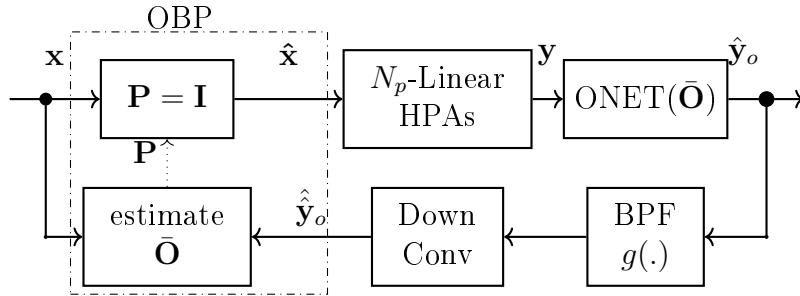 OBP
x
P = I
x̂
N_p-Linear
HPAs
y
ONET(Ō)
ŷ_o
P
estimate
Ō
ŷ̂_o
Down
Conv
BPF
g(.)